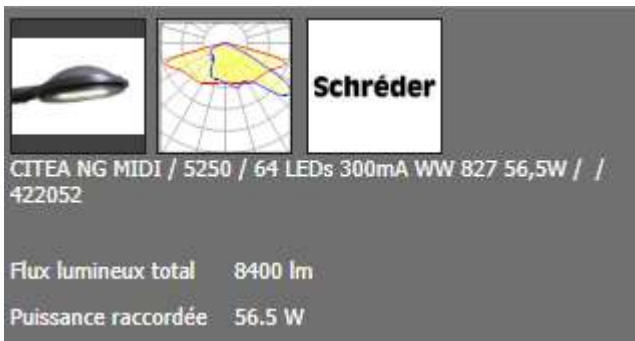 Schréder
CITEA NG MIDI / 5250 / 64 LEDs 300mA WW 827 56,5W / /
422052
Flux lumineux total 8400 lm
Puissance raccordée 56.5 W